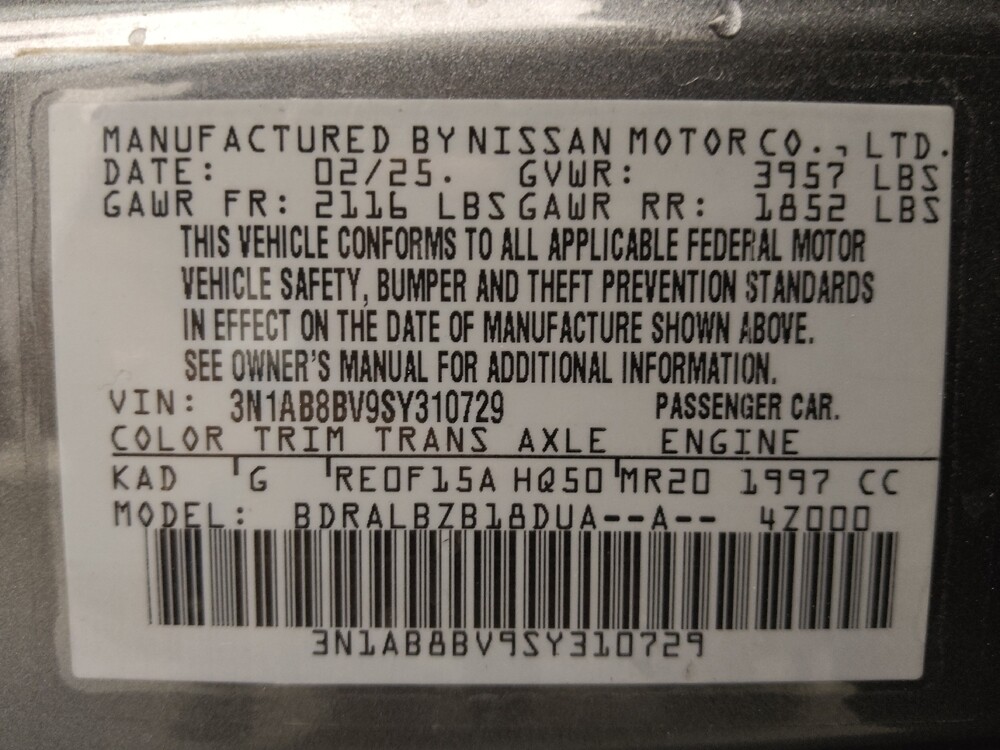 MANUFACTURED BY NISSAN MOTOR CO., LTD.
DATE: 02/25. GVWR: 3957 LBS
GAWR FR: 2116 LBS GAWR RR: 1852 LBS
THIS VEHICLE CONFORMS TO ALL APPLICABLE FEDERAL MOTOR
VEHICLE SAFETY, BUMPER AND THEFT PREVENTION STANDARDS
IN EFFECT ON THE DATE OF MANUFACTURE SHOWN ABOVE.
SEE OWNER'S MANUAL FOR ADDITIONAL INFORMATION.
VIN: 3N1AB8BV9SY310729 PASSENGER CAR.
COLOR TRIM TRANS AXLE ENGINE
KAD G RE0F15A HQ50 MR20 1997 CC
MODEL: BDRALBZB18DUA--A-- 4Z000
3N1AB8BV9SY310729